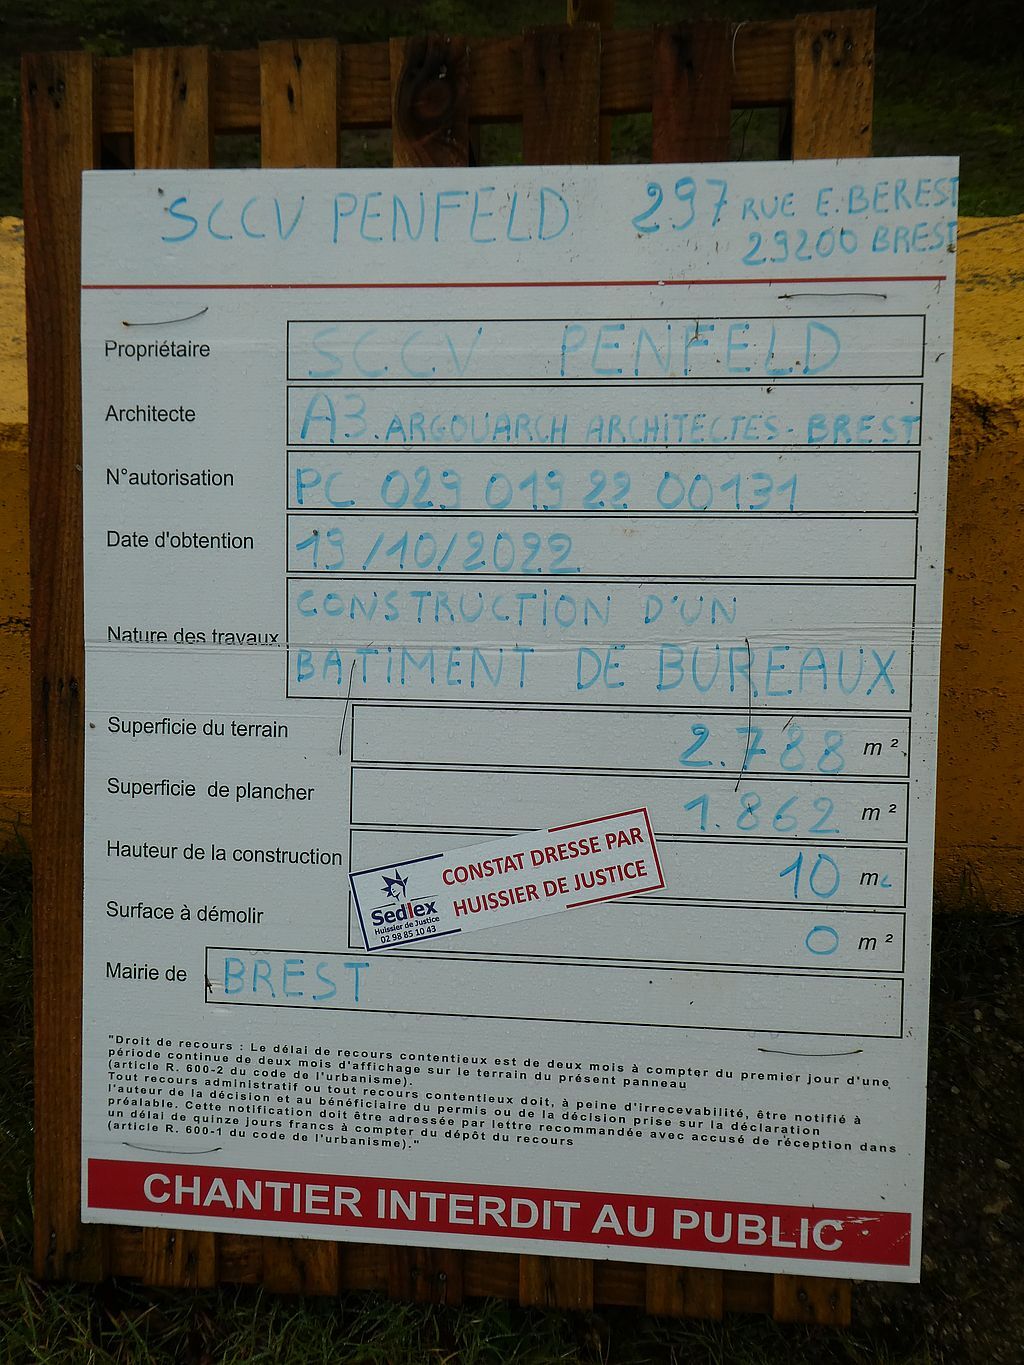 SCCV PENFELD 297 RUE E. BEREST
29200 BREST
Propriétaire SCCV PENFELD
Architecte A3. ARGOUARCH ARCHITECTES - BREST
N°autorisation PC 029 019 22 00131
Date d'obtention 19/10/2022
CONSTRUCTION D'UN
Nature des travaux BATIMENT DE BUREAUX
Superficie du terrain 2.788 m²
Superficie de plancher 1.862 m²
Hauteur de la construction 10 m
Surface à démolir 0 m²
CONSTAT DRESSE PAR
HUISSIER DE JUSTICE
Sedlex
Huissier de Justice
02 98 85 10 43
Mairie de BREST
"Droit de recours : Le délai de recours contentieux est de deux mois à compter du premier jour d'une
période continue de deux mois d'affichage sur le terrain du présent panneau
(article R. 600-2 du code de l'urbanisme).
Tout recours administratif ou tout recours contentieux doit, à peine d'irrecevabilité, être notifié à
l'auteur de la décision et au bénéficiaire du permis ou de la décision prise sur la déclaration
préalable. Cette notification doit être adressée par lettre recommandée avec accusé de réception dans
un délai de quinze jours francs à compter du dépôt du recours
(article R. 600-1 du code de l'urbanisme)."
CHANTIER INTERDIT AU PUBLIC